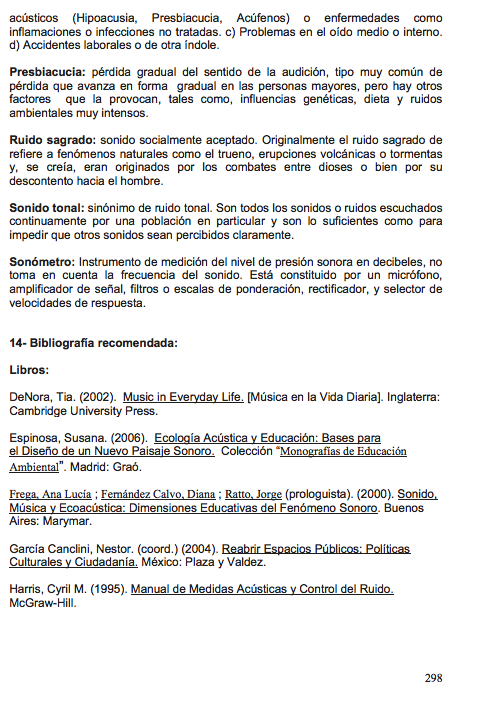 acústicos (Hipoacusia, Presbiacucia, Acúfenos) o enfermedades como
inflamaciones o infecciones no tratadas. c) Problemas en el oído medio o interno.
d) Accidentes laborales o de otra índole.
Presbiacucia: pérdida gradual del sentido de la audición, tipo muy común de
pérdida que avanza en forma gradual en las personas mayores, pero hay otros
factores que la provocan, tales como, influencias genéticas, dieta y ruidos
ambientales muy intensos.
Ruido sagrado: sonido socialmente aceptado. Originalmente el ruido sagrado de
refiere a fenómenos naturales como el trueno, erupciones volcánicas o tormentas
y, se creía, eran originados por los combates entre dioses o bien por su
descontento hacia el hombre.
Sonido tonal: sinónimo de ruido tonal. Son todos los sonidos o ruidos escuchados
continuamente por una población en particular y son lo suficientes como para
impedir que otros sonidos sean percibidos claramente.
Sonómetro: Instrumento de medición del nivel de presión sonora en decibeles, no
toma en cuenta la frecuencia del sonido. Está constituido por un micrófono,
amplificador de señal, filtros o escalas de ponderación, rectificador, y selector de
velocidades de respuesta.
14- Bibliografía recomendada:
Libros:
DeNora, Tia. (2002). Music in Everyday Life. [Música en la Vida Diaria]. Inglaterra:
Cambridge University Press.
Espinosa, Susana. (2006). Ecología Acústica y Educación: Bases para
el Diseño de un Nuevo Paisaje Sonoro. Colección “Monografías de Educación
Ambiental”. Madrid: Graó.
Frega, Ana Lucía ; Fernández Calvo, Diana ; Ratto, Jorge (prologuista). (2000). Sonido,
Música y Ecoacústica: Dimensiones Educativas del Fenómeno Sonoro. Buenos
Aires: Marymar.
García Canclini, Nestor. (coord.) (2004). Reabrir Espacios Públicos: Políticas
Culturales y Ciudadanía. México: Plaza y Valdez.
Harris, Cyril M. (1995). Manual de Medidas Acústicas y Control del Ruido.
McGraw-Hill.
298